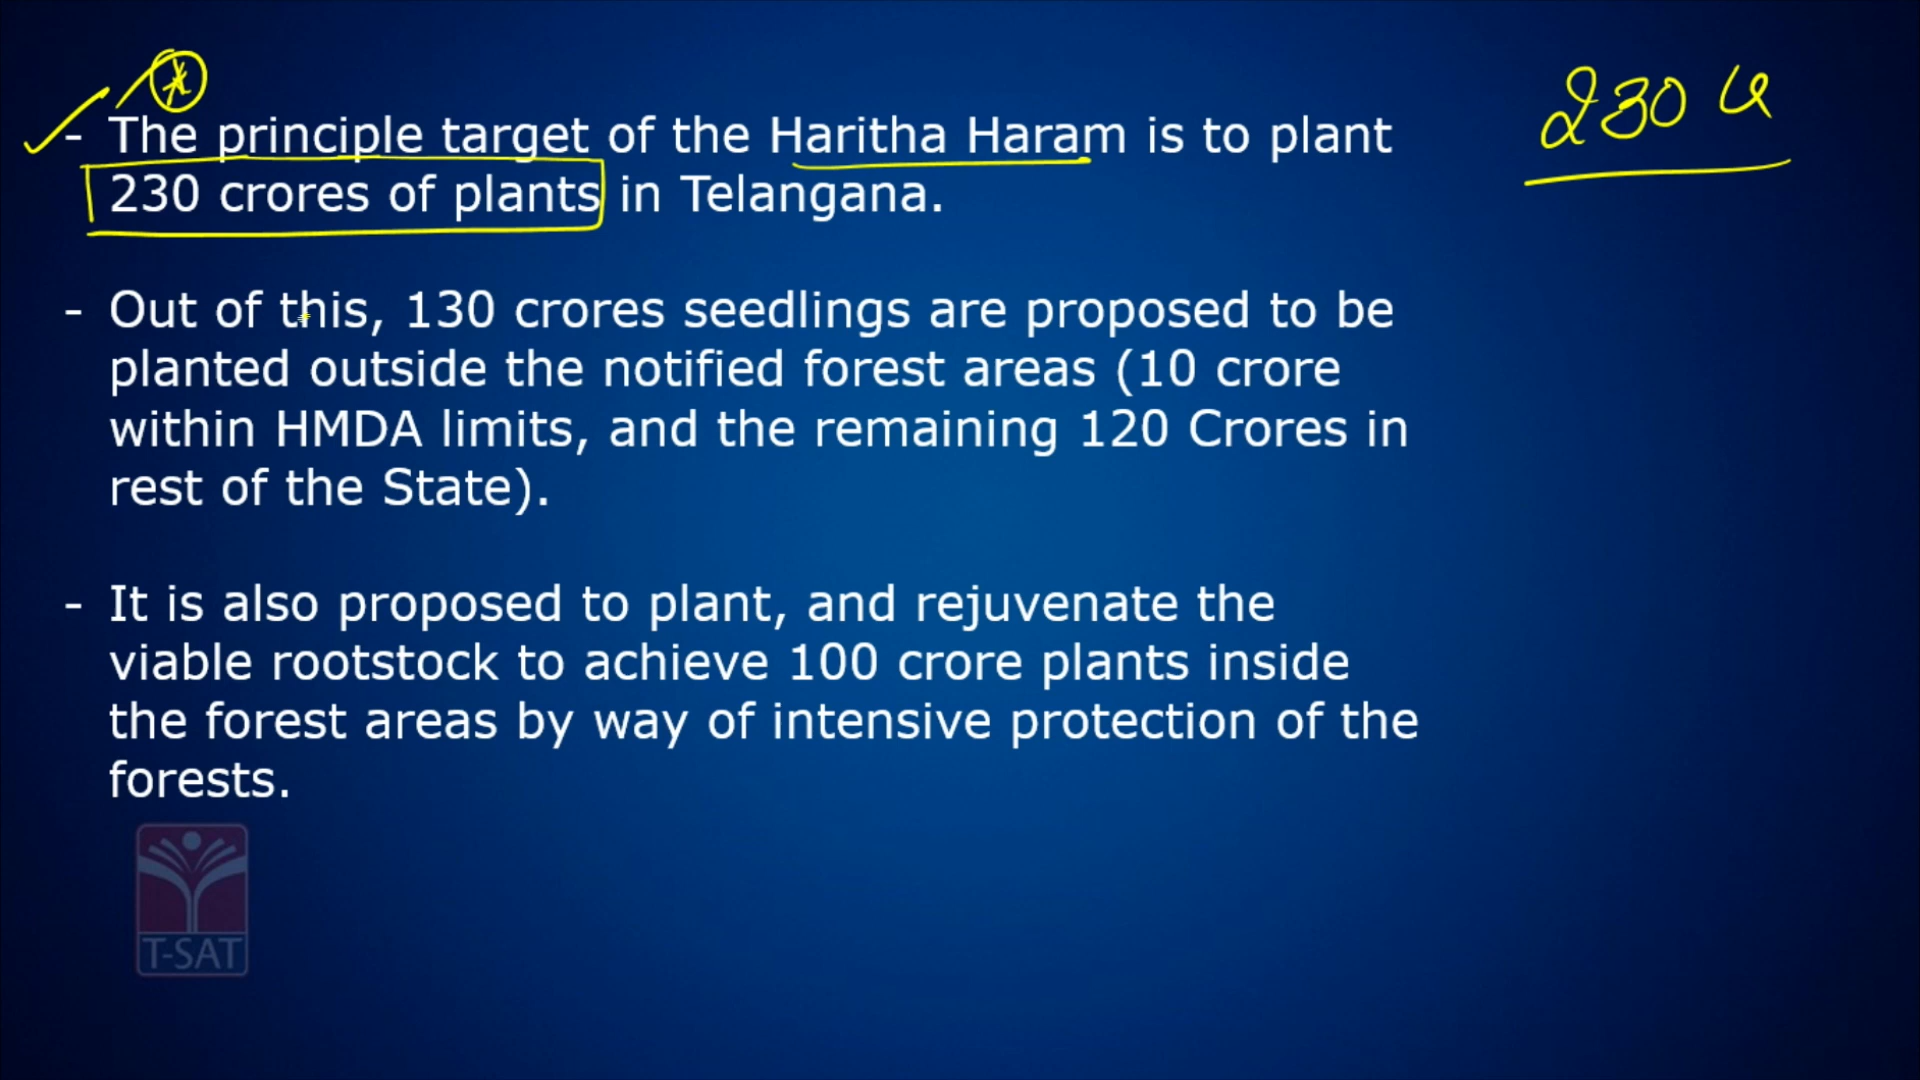 - The principle target of the Haritha Haram is to plant
230 crores of plants in Telangana.
230 Cr
- Out of this, 130 crores seedlings are proposed to be
planted outside the notified forest areas (10 crore
within HMDA limits, and the remaining 120 Crores in
rest of the State).
- It is also proposed to plant, and rejuvenate the
viable rootstock to achieve 100 crore plants inside
the forest areas by way of intensive protection of the
forests.
T-SAT